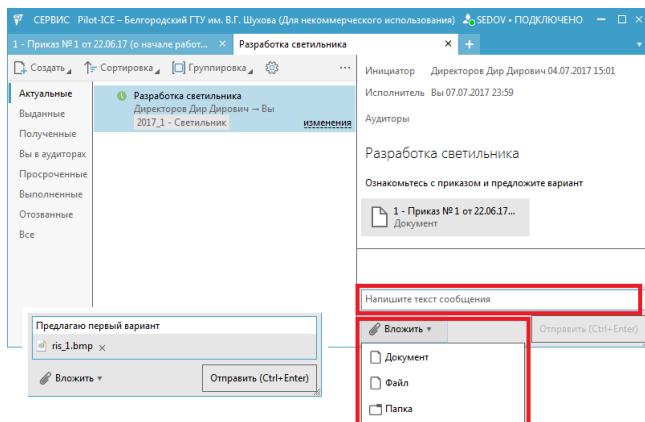 СЕРВИС Pilot-ICE – Белгородский ГТУ им. В.Г. Шухова (Для некоммерческого использования) SEDOV • ПОДКЛЮЧЕНО
1 - Приказ № 1 от 22.06.17 (о начале работ...
Разработка светильника
Создать
Сортировка
Группировка
Актуальные
Выданные
Полученные
Вы в аудиторах
Просроченные
Выполненные
Отозванные
Все
Разработка светильника
Директоров Дир Дирович → Вы
2017_1 - Светильник
изменения
Инициатор Директоров Дир Дирович 04.07.2017 15:01
Исполнитель Вы 07.07.2017 23:59
Аудиторы
Разработка светильника
Ознакомьтесь с приказом и предложите вариант
1 - Приказ № 1 от 22.06.17...
Документ
Напишите текст сообщения
Вложить
Отправить (Ctrl+Enter)
Документ
Файл
Папка
Предлагаю первый вариант
ris_1.bmp
Вложить
Отправить (Ctrl+Enter)